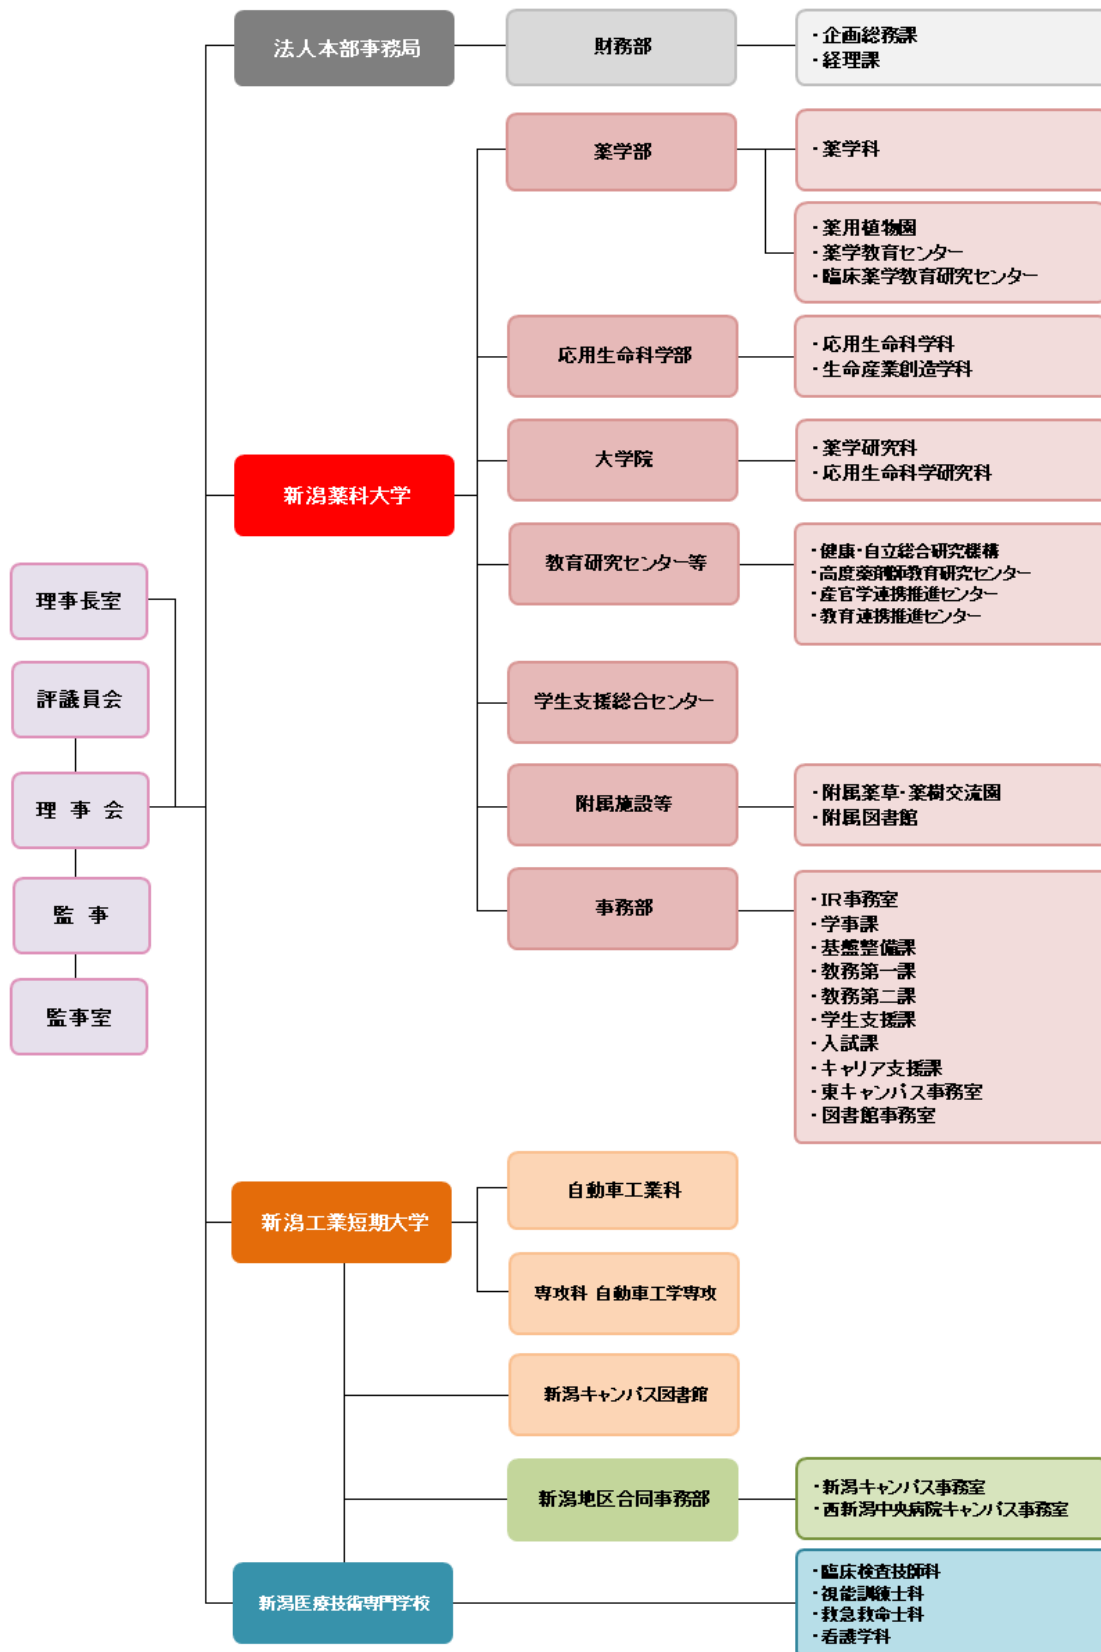 法人本部事務局
財務部
・企画総務課
・経理課
薬学部
・薬学科
・薬用植物園
・薬学教育センター
・臨床薬学教育研究センター
応用生命科学部
・応用生命科学科
・生命産業創造学科
大学院
・薬学研究科
・応用生命科学研究科
新潟薬科大学
教育研究センター等
・健康・自立総合研究機構
・高度薬剤師教育研究センター
・産官学連携推進センター
・教育連携推進センター
理事長室
評議員会
学生支援総合センター
理事会
附属施設等
・附属薬草・薬樹交流園
・附属図書館
監事
事務部
・IR事務室
・学事課
・基盤整備課
・教務第一課
・教務第二課
・学生支援課
・入試課
・キャリア支援課
・東キャンパス事務室
・図書館事務室
監事室
新潟工業短期大学
自動車工業科
専攻科 自動車工学専攻
新潟キャンパス図書館
新潟地区合同事務部
・新潟キャンパス事務室
・西新潟中央病院キャンパス事務室
新潟医療技術専門学校
・臨床検査技師科
・視能訓練士科
・救急救命士科
・看護学科